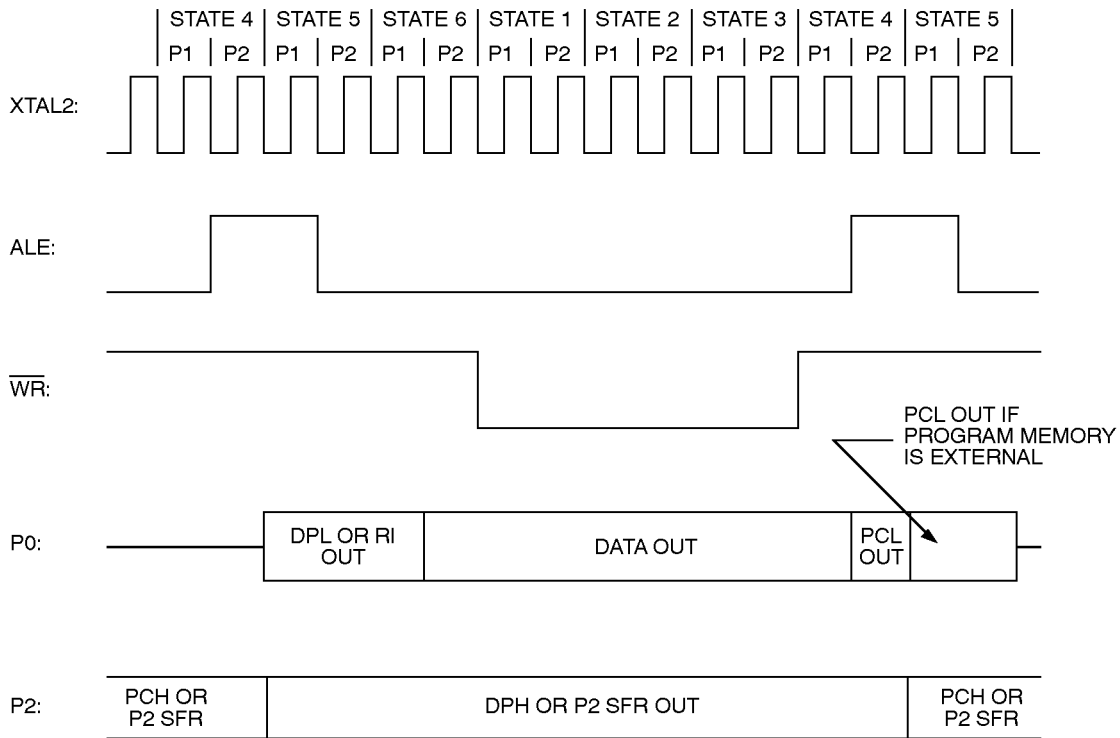 STATE 4 STATE 5 STATE 6 STATE 1 STATE 2 STATE 3 STATE 4 STATE 5
P1 P2 P1 P2 P1 P2 P1 P2 P1 P2 P1 P2 P1 P2 P1 P2
XTAL2:
ALE:
WR:
PCL OUT IF
PROGRAM MEMORY
IS EXTERNAL
P0:
DPL OR RI
OUT
DATA OUT
PCL
OUT
P2:
PCH OR
P2 SFR
DPH OR P2 SFR OUT
PCH OR
P2 SFR